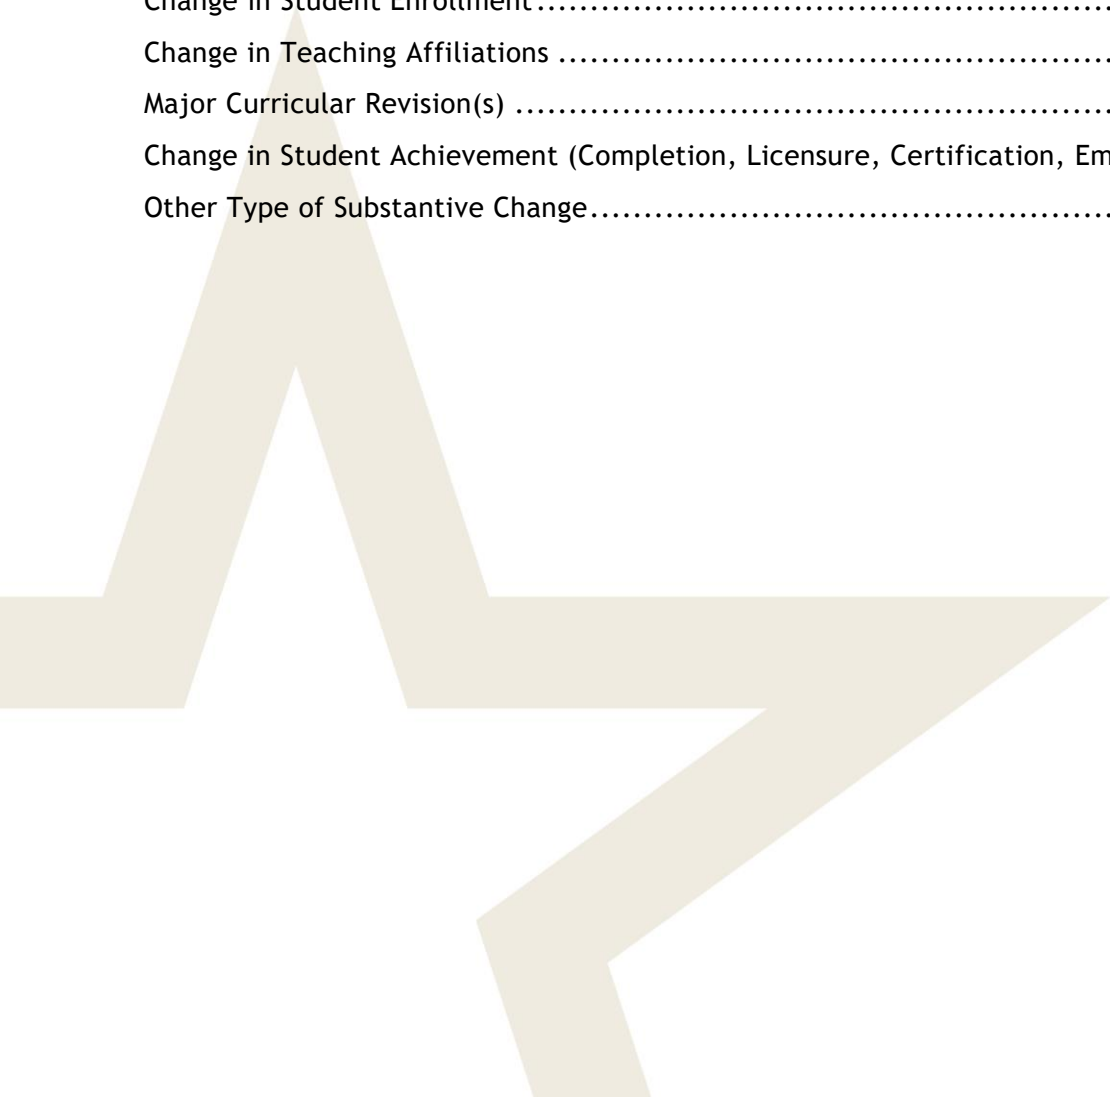 Change in Student Enrollment..........................................
Change in Teaching Affiliations ..........................................
Major Curricular Revision(s) ..............................................
Change in Student Achievement (Completion, Licensure, Certification,
Other Type of Substantive Change........................................